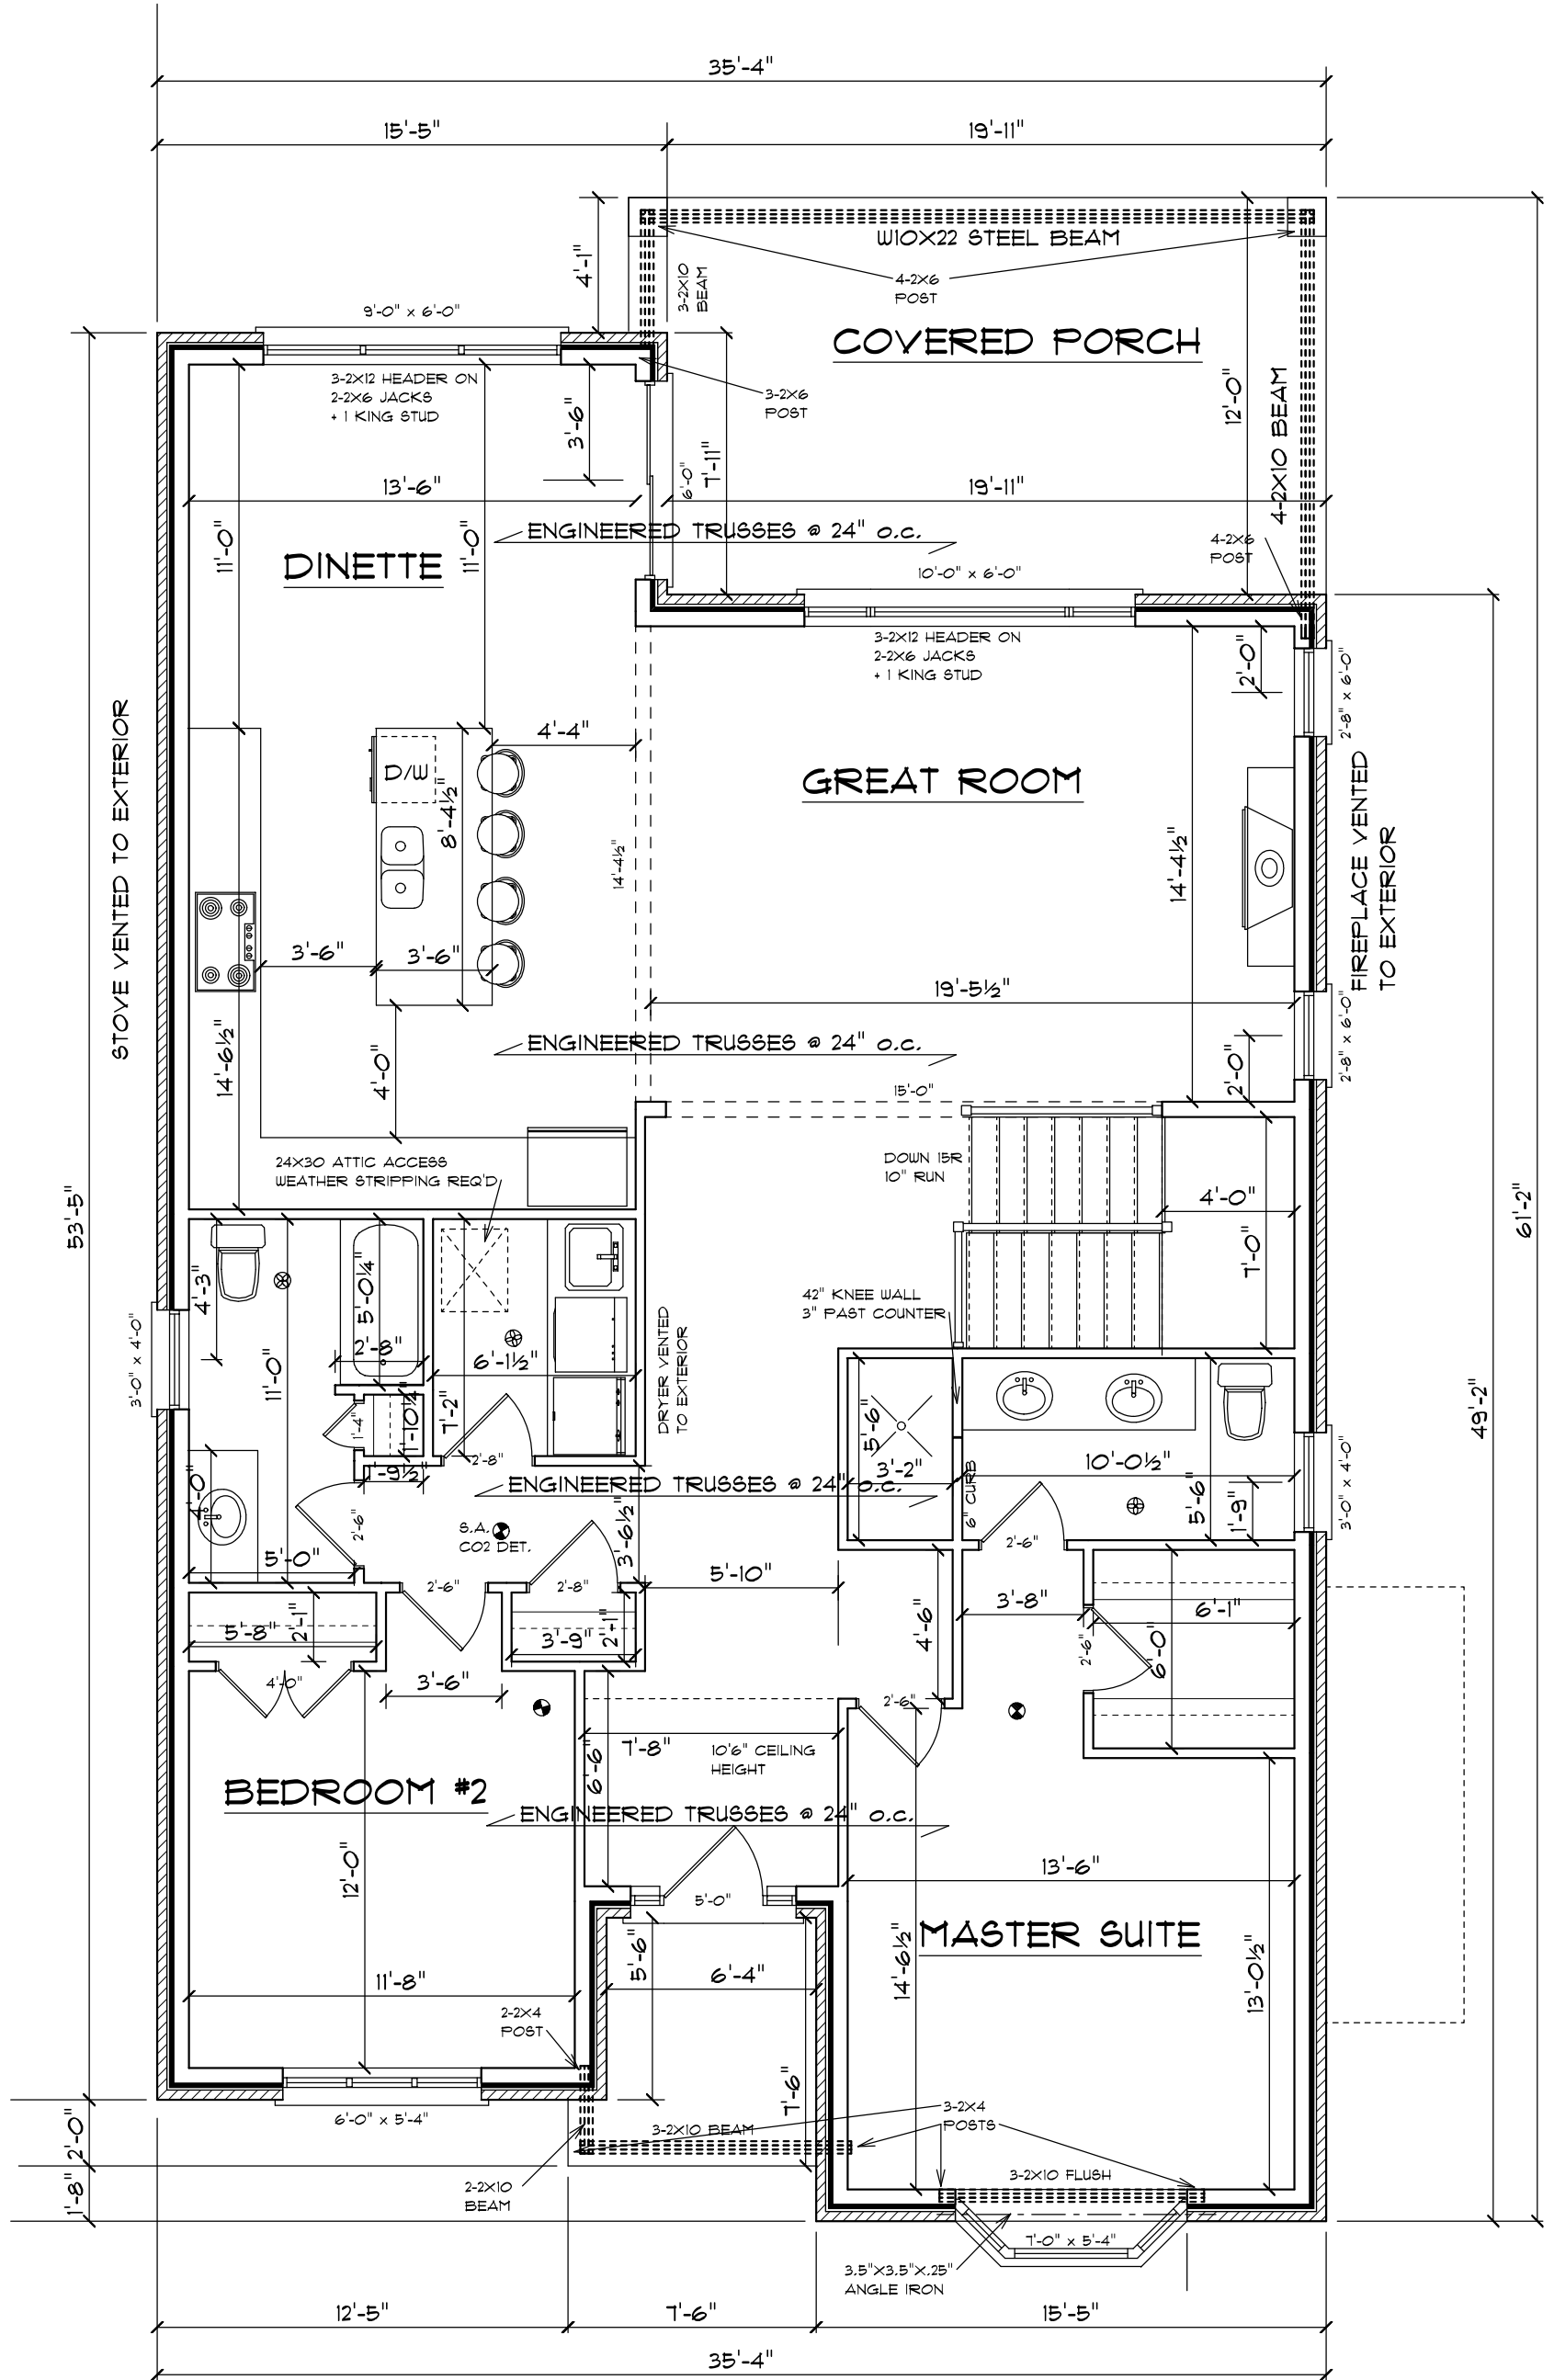 35'-4"
15'-5"
19'-11"
W10X22 STEEL BEAM
4'-1"
3-2X10
BEAM
4-2X6
POST
9'-0" x 6'-0"
COVERED PORCH
3-2X12 HEADER ON
2-2X6 JACKS
+ 1 KING STUD
3'-6"
3-2X6
POST
12'-0"
4-2X10 BEAM
7'-11"
6'-0"
13'-6"
19'-11"
ENGINEERED TRUSSES @ 24" o.c.
11'-0"
DINETTE
11'-0"
4-2X6
POST
10'-0" x 6'-0"
3-2X12 HEADER ON
2-2X6 JACKS
+ 1 KING STUD
2'-0"
2'-8" x 6'-0"
4'-4"
D/W
8'-4½"
GREAT ROOM
STOVE VENTED TO EXTERIOR
14'-4½"
14'-4½"
FIREPLACE VENTED
TO EXTERIOR
3'-6"
3'-6"
19'-5½"
14'-6½"
4'-0"
ENGINEERED TRUSSES @ 24" o.c.
2'-0"
2'-8" x 6'-0"
15'-0"
24X30 ATTIC ACCESS
WEATHER STRIPPING REQ'D
DOWN 15R
10" RUN
4'-0"
7'-0"
53'-5"
61'-2"
49'-2"
4'-3"
5'-0¼"
2'-8"
6'-1½"
42" KNEE WALL
3" PAST COUNTER
3'-0" x 4'-0"
11'-0"
1'-4"
1'-10¼"
7'-2"
2'-8"
DRYER VENTED
TO EXTERIOR
5'-6"
3'-2"
6" CURB
10'-0½"
5'-6"
1'-9"
3'-0" x 4'-0"
4'-0"
'-9½"
ENGINEERED TRUSSES @ 24" o.c.
2'-6"
S.A.
CO2 DET.
3'-6½"
5'-0"
2'-6"
2'-8"
5'-10"
2'-6"
5'-8"
2'-1"
3'-9"
2'-1"
4'-6"
3'-8"
6'-1"
2'-6"
6'-0"
4'-0"
3'-6"
2'-6"
7'-8"
6'-6"
10'6" CEILING
HEIGHT
BEDROOM #2
ENGINEERED TRUSSES @ 24" o.c.
12'-0"
13'-6"
5'-0"
5'-6"
MASTER SUITE
14'-6½"
13'-0½"
11'-8"
6'-4"
2-2X4
POST
7'-6"
6'-0" x 5'-4"
3-2X10 BEAM
3-2X4
POSTS
2'-0"
1'-8"
2-2X10
BEAM
3-2X10 FLUSH
7'-0" x 5'-4"
3.5"X3.5"X.25"
ANGLE IRON
12'-5"
7'-6"
15'-5"
35'-4"